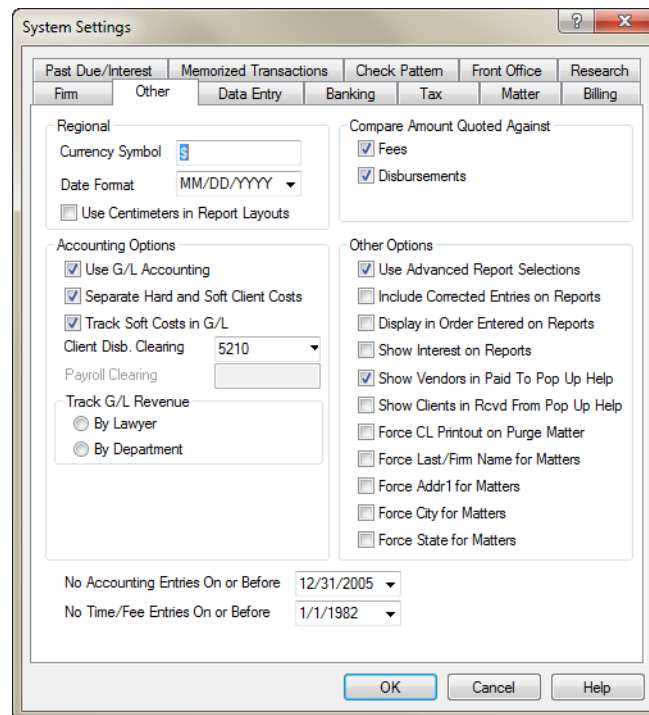 System Settings
?
Past Due/Interest
Memorized Transactions
Check Pattern
Front Office
Research
Firm
Other
Data Entry
Banking
Tax
Matter
Billing
Regional
Currency Symbol
$
Date Format
MM/DD/YYYY
Use Centimeters in Report Layouts
Compare Amount Quoted Against
Fees
Disbursements
Accounting Options
Use G/L Accounting
Separate Hard and Soft Client Costs
Track Soft Costs in G/L
Client Disb. Clearing
5210
Payroll Clearing
Track G/L Revenue
By Lawyer
By Department
Other Options
Use Advanced Report Selections
Include Corrected Entries on Reports
Display in Order Entered on Reports
Show Interest on Reports
Show Vendors in Paid To Pop Up Help
Show Clients in Rcvd From Pop Up Help
Force CL Printout on Purge Matter
Force Last/Firm Name for Matters
Force Addr1 for Matters
Force City for Matters
Force State for Matters
No Accounting Entries On or Before
12/31/2005
No Time/Fee Entries On or Before
1/1/1982
OK
Cancel
Help